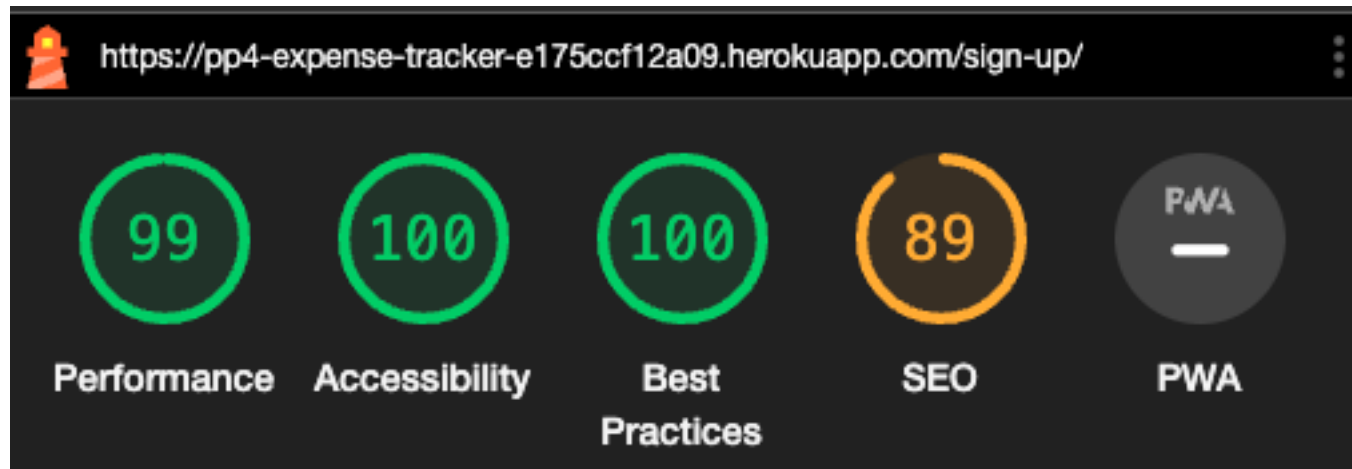 https://pp4-expense-tracker-e175ccf12a09.herokuapp.com/sign-up/
99
100
100
89
PWA
Performance
Accessibility
Best
Practices
SEO
PWA